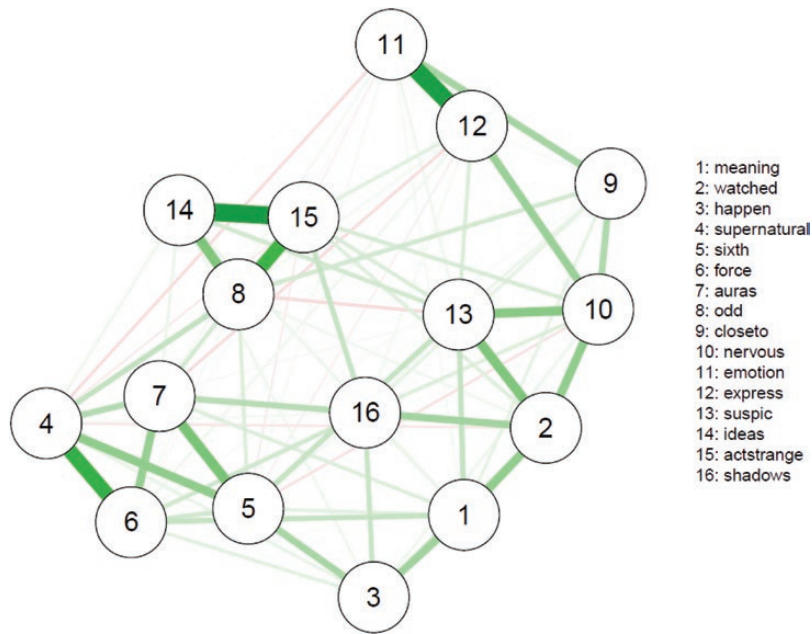 11
12
9
14
15
8
13
10
7
16
4
2
5
1
6
3
1: meaning
2: watched
3: happen
4: supernatural
5: sixth
6: force
7: auras
8: odd
9: closeto
10: nervous
11: emotion
12: express
13: suspic
14: ideas
15: actstrange
16: shadows